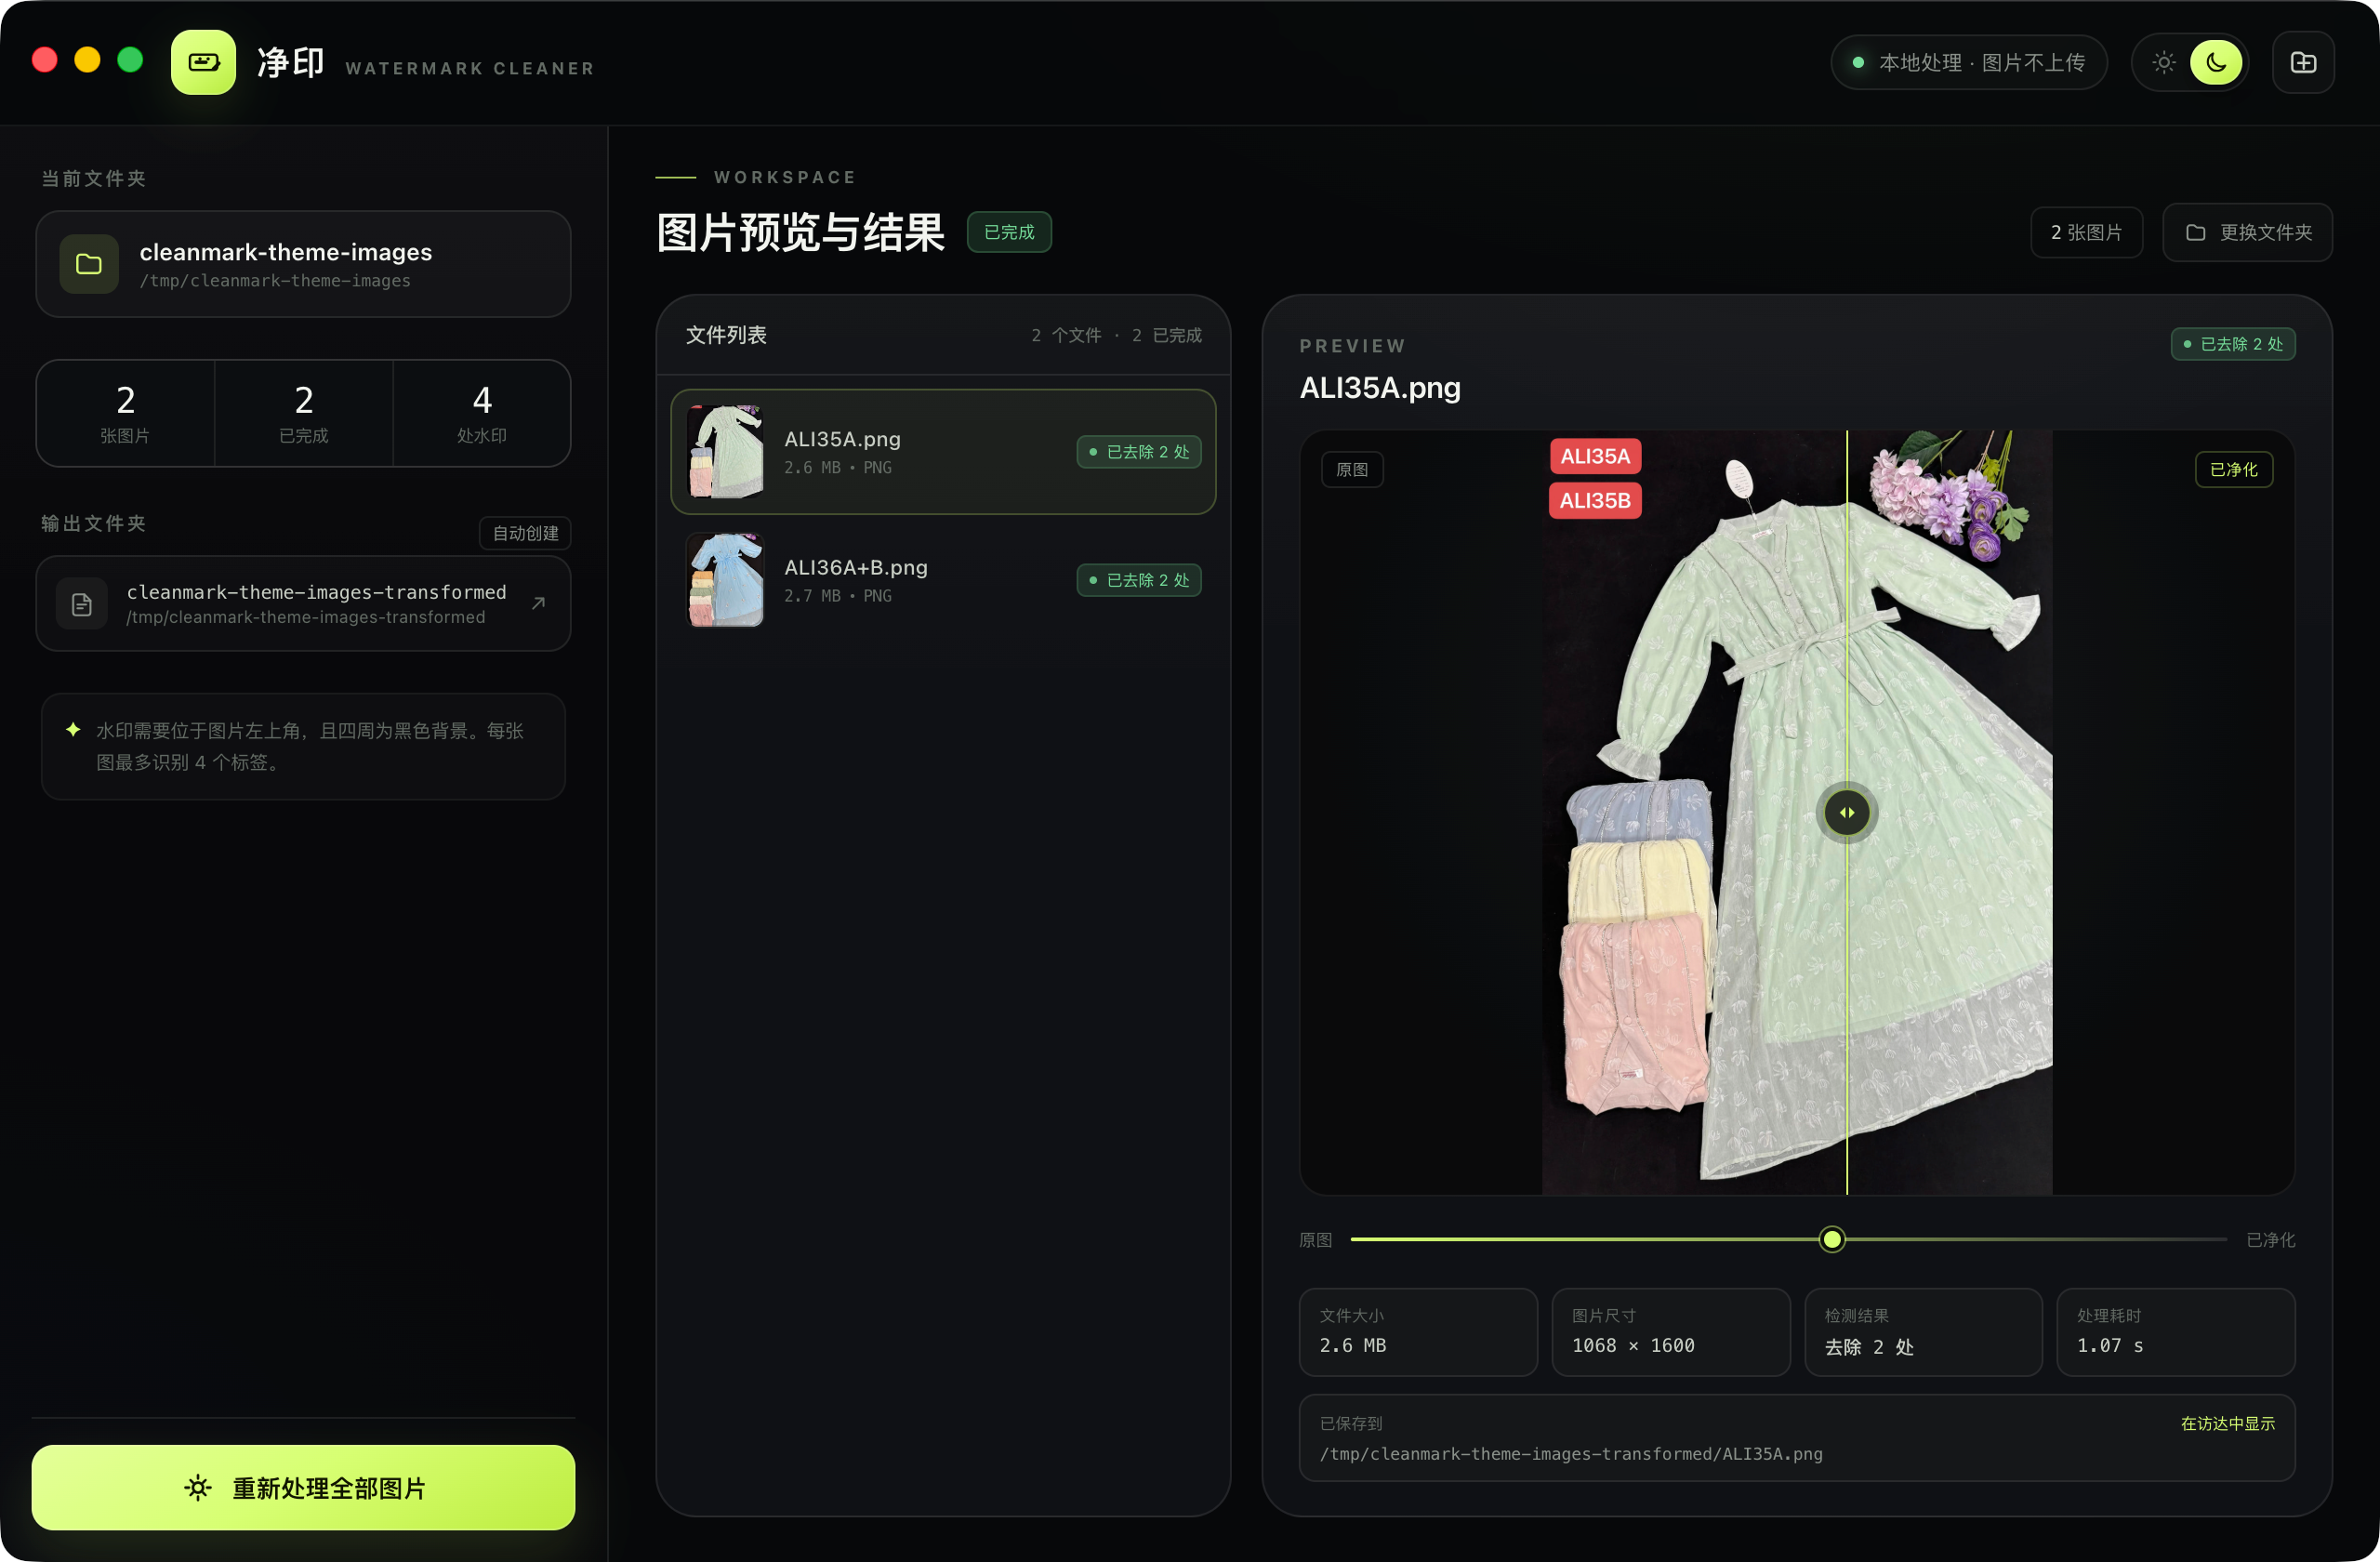 净印 WATERMARK CLEANER
本地处理 · 图片不上传
当前文件夹
cleanmark-theme-images
/tmp/cleanmark-theme-images
2
张图片
2
已完成
4
处水印
输出文件夹
自动创建
cleanmark-theme-images-transformed
/tmp/cleanmark-theme-images-transformed
水印需要位于图片左上角，且四周为黑色背景。每张
图最多识别 4 个标签。
重新处理全部图片
WORKSPACE
图片预览与结果 已完成
2 张图片
更换文件夹
文件列表
2 个文件 · 2 已完成
ALI35A.png
2.6 MB • PNG
已去除 2 处
ALI36A+B.png
2.7 MB • PNG
已去除 2 处
PREVIEW
已去除 2 处
ALI35A.png
原图
ALI35A
ALI35B
已净化
原图
已净化
文件大小
2.6 MB
图片尺寸
1068 × 1600
检测结果
去除 2 处
处理耗时
1.07 s
已保存到
在访达中显示
/tmp/cleanmark-theme-images-transformed/ALI35A.png